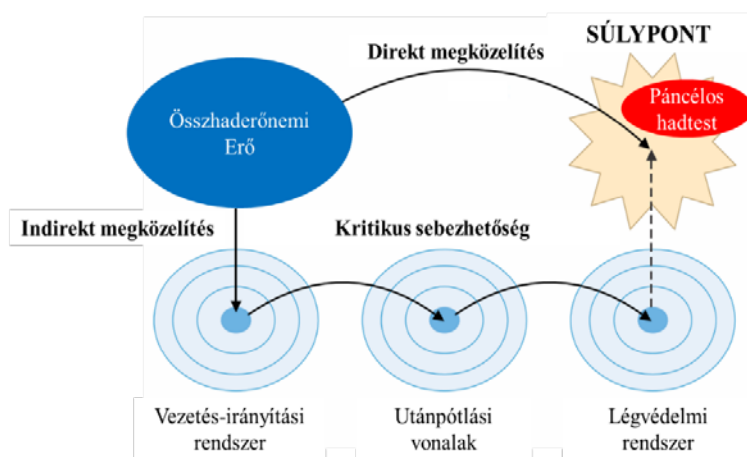 SÚLYPONT
Direkt megközelítés
Páncélos
hadtest
Összhaderőnemi
Erő
Indirekt megközelítés
Kritikus sebezhetőség
Vezetés-irányítási
rendszer
Utánpótlási
vonalak
Légvédelmi
rendszer